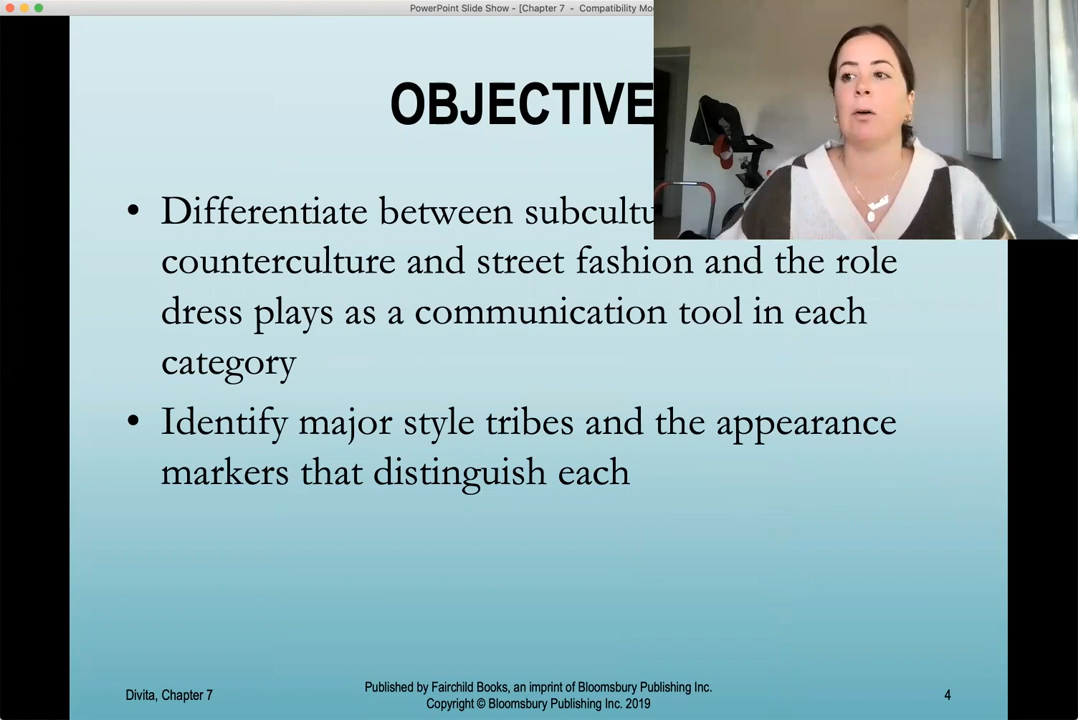 PowerPoint Slide Show - [Chapter 7 - Compatibility Mo
OBJECTIVE
• Differentiate between subcultu
counterculture and street fashion and the role
dress plays as a communication tool in each
category
• Identify major style tribes and the appearance
markers that distinguish each
Divita, Chapter 7
Published by Fairchild Books, an imprint of Bloomsbury Publishing Inc.
Copyright © Bloomsbury Publishing Inc. 2019
4